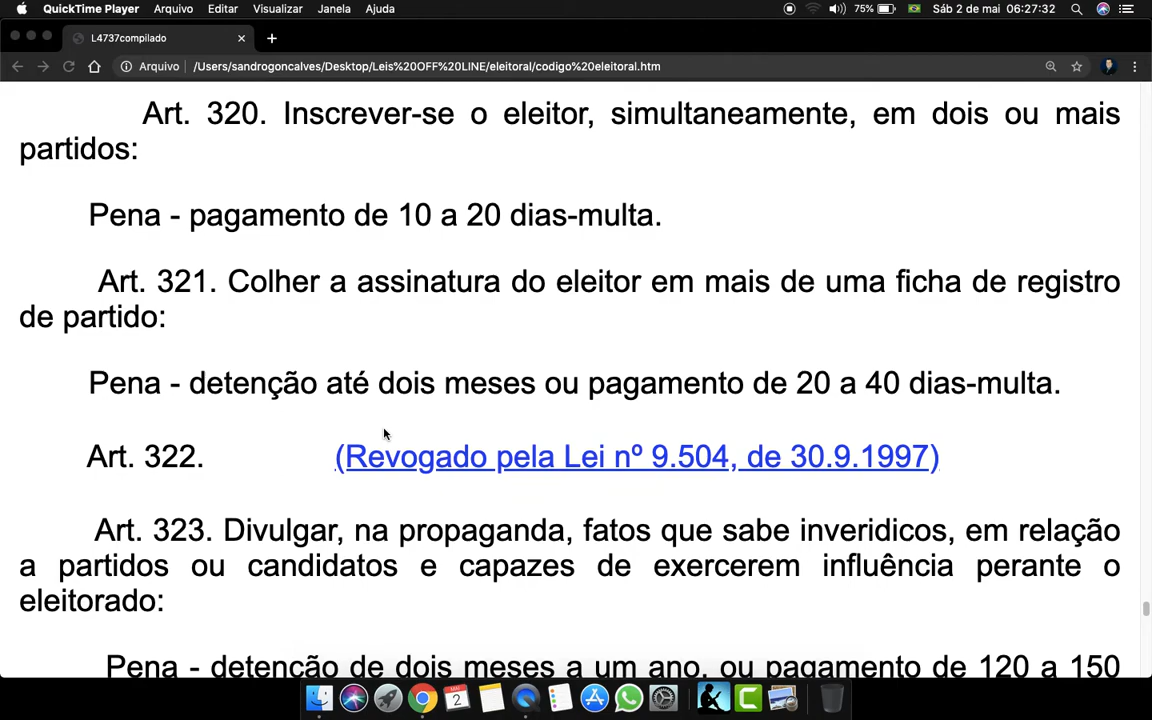 QuickTime Player Arquivo Editar Visualizar Janela Ajuda 75% Sáb 2 de mai 06:27:32
L4737compilado
Arquivo /Users/sandrogoncalves/Desktop/Leis%20OFF%20LINE/eleitoral/codigo%20eleitoral.htm
Art. 320. Inscrever-se o eleitor, simultaneamente, em dois ou mais
partidos:
Pena - pagamento de 10 a 20 dias-multa.
Art. 321. Colher a assinatura do eleitor em mais de uma ficha de registro
de partido:
Pena - detenção até dois meses ou pagamento de 20 a 40 dias-multa.
Art. 322. (Revogado pela Lei nº 9.504, de 30.9.1997)
Art. 323. Divulgar, na propaganda, fatos que sabe inveridicos, em relação
a partidos ou candidatos e capazes de exercerem influência perante o
eleitorado:
Pena - detenção de dois meses a um ano, ou pagamento de 120 a 150